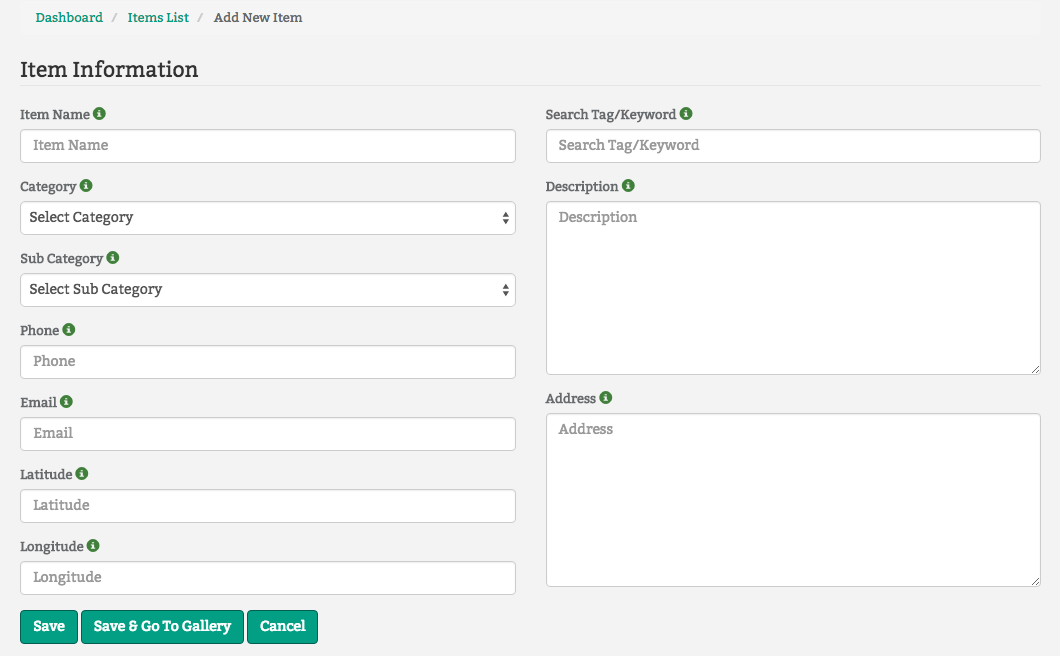 Dashboard / Items List / Add New Item
Item Information
Item Name
Item Name
Category
Select Category
Sub Category
Select Sub Category
Phone
Phone
Email
Email
Latitude
Latitude
Longitude
Longitude
Search Tag/Keyword
Search Tag/Keyword
Description
Description
Address
Address
Save Save & Go To Gallery Cancel